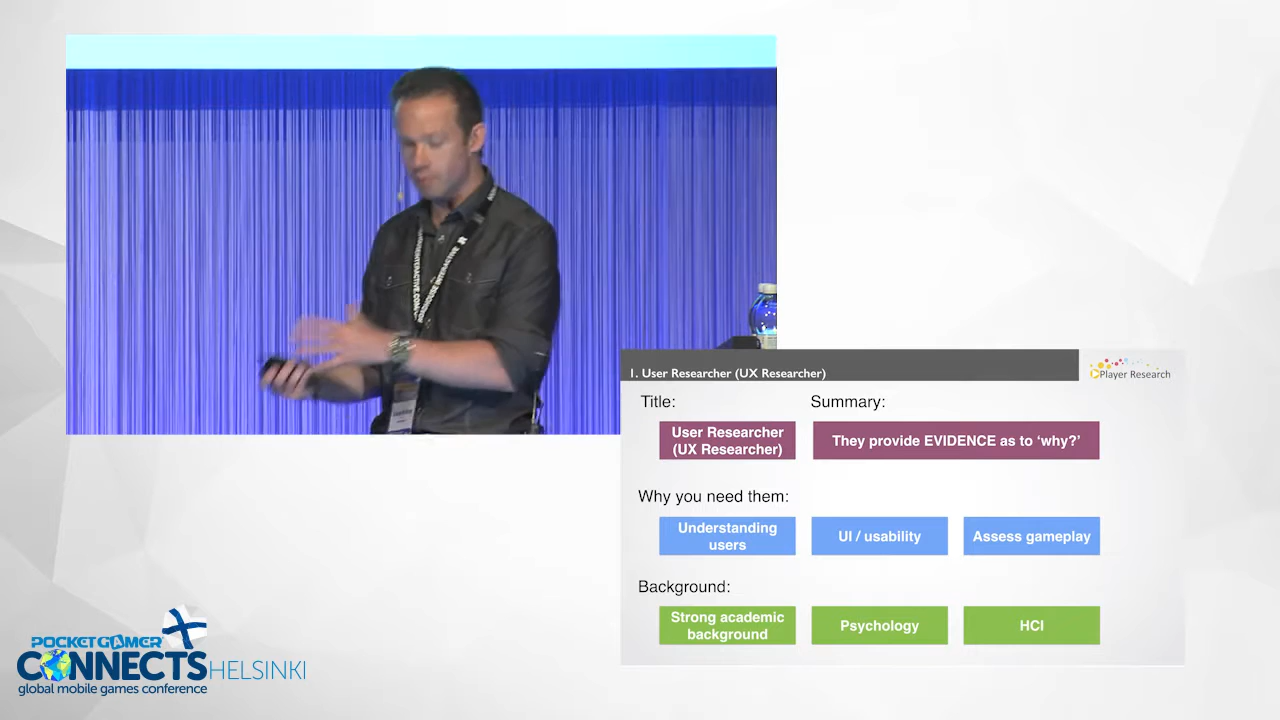 1. User Researcher (UX Researcher)
Player Research
Title:
Summary:
User Researcher
(UX Researcher)
They provide EVIDENCE as to ‘why?’
Why you need them:
Understanding
users
UI / usability
Assess gameplay
Background:
Strong academic
background
Psychology
HCI
POCKET GAMER
CONNECTS HELSINKI
global mobile games conference